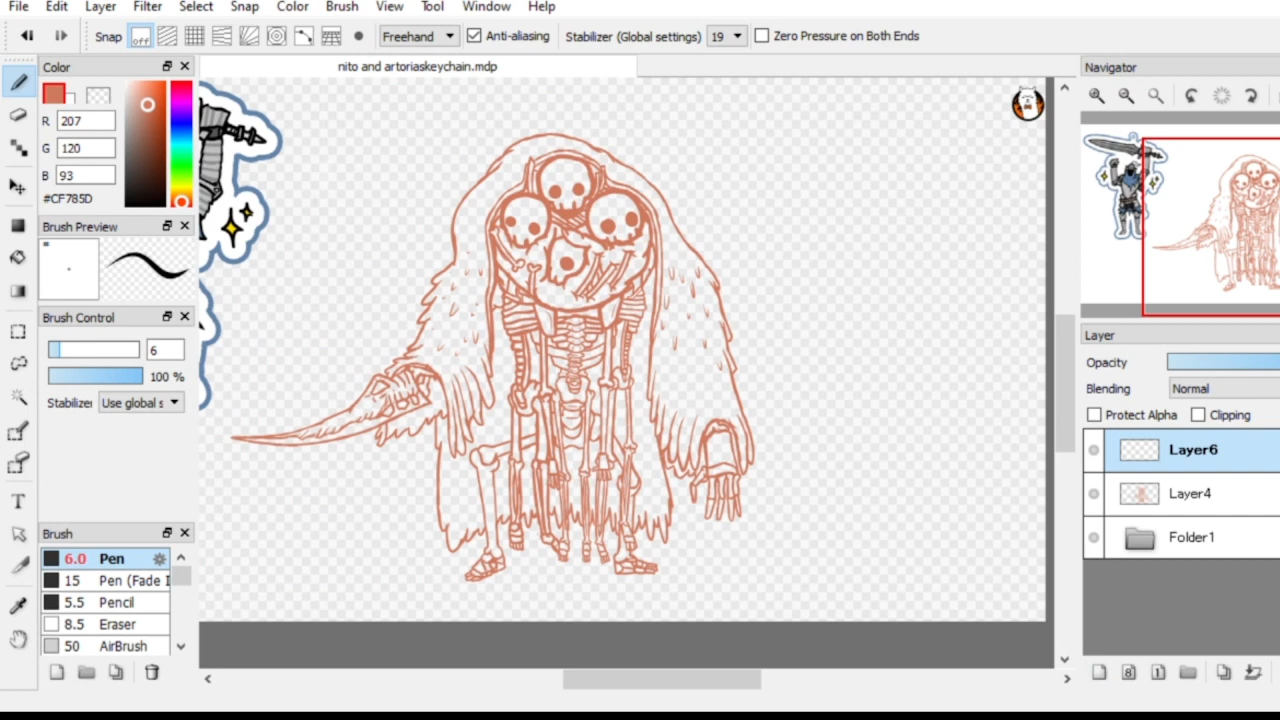 File Edit Layer Filter Select Snap Color Brush View Tool Window Help
Snap off Freehand Anti-aliasing Stabilizer (Global settings) 19 Zero Pressure on Both Ends
Color
nito and artoriaskeychain.mdp
Navigator
R 207
G 120
B 93
#CF785D
Brush Preview
Brush Control
6
100 %
Stabilizer Use global s
Layer
Opacity
Blending Normal
Protect Alpha Clipping
Layer6
Layer4
Folder1
Brush
6.0 Pen
15 Pen (Fade I
5.5 Pencil
8.5 Eraser
50 AirBrush
T
8 1